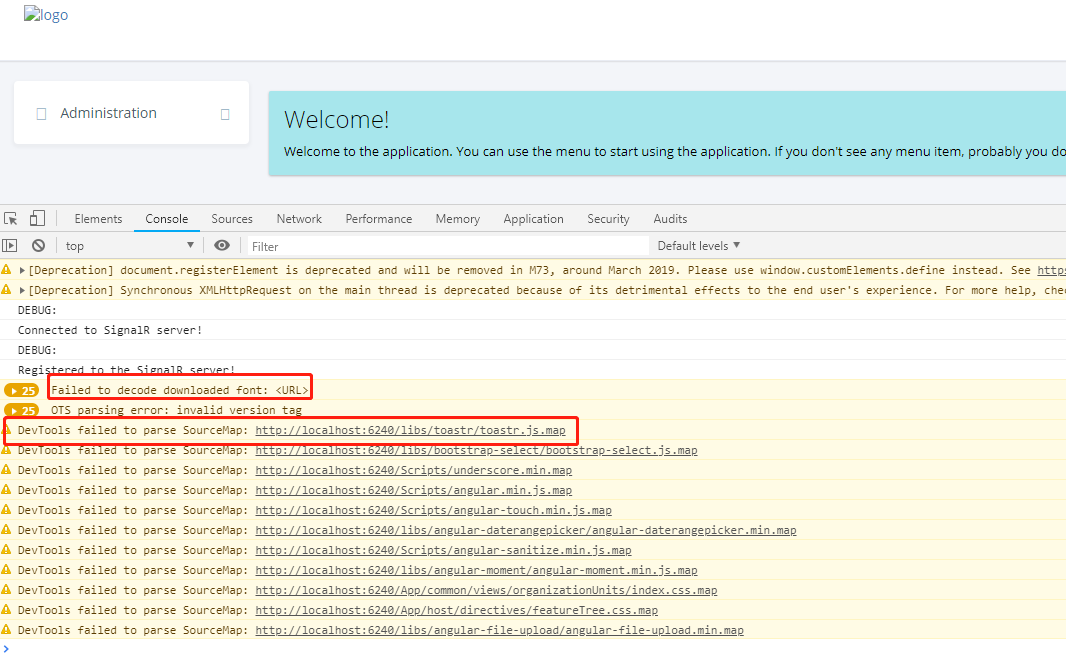 logo
Administration
Welcome!
Welcome to the application. You can use the menu to start using the application. If you don't see any menu item, probably you do
Elements Console Sources Network Performance Memory Application Security Audits
top Filter Default levels
[Deprecation] document.registerElement is deprecated and will be removed in M73, around March 2019. Please use window.customElements.define instead. See https
[Deprecation] Synchronous XMLHttpRequest on the main thread is deprecated because of its detrimental effects to the end user's experience. For more help, chec
DEBUG:
Connected to SignalR server!
DEBUG:
Registered to the SignalR server!
25 Failed to decode downloaded font: <URL>
25 OTS parsing error: invalid version tag
DevTools failed to parse SourceMap: http://localhost:6240/libs/toastr/toastr.js.map
DevTools failed to parse SourceMap: http://localhost:6240/libs/bootstrap-select/bootstrap-select.js.map
DevTools failed to parse SourceMap: http://localhost:6240/Scripts/underscore.min.map
DevTools failed to parse SourceMap: http://localhost:6240/Scripts/angular.min.js.map
DevTools failed to parse SourceMap: http://localhost:6240/Scripts/angular-touch.min.js.map
DevTools failed to parse SourceMap: http://localhost:6240/libs/angular-daterangepicker/angular-daterangepicker.min.map
DevTools failed to parse SourceMap: http://localhost:6240/Scripts/angular-sanitize.min.js.map
DevTools failed to parse SourceMap: http://localhost:6240/libs/angular-moment/angular-moment.min.js.map
DevTools failed to parse SourceMap: http://localhost:6240/App/common/views/organizationUnits/index.css.map
DevTools failed to parse SourceMap: http://localhost:6240/App/host/directives/featureTree.css.map
DevTools failed to parse SourceMap: http://localhost:6240/libs/angular-file-upload/angular-file-upload.min.map